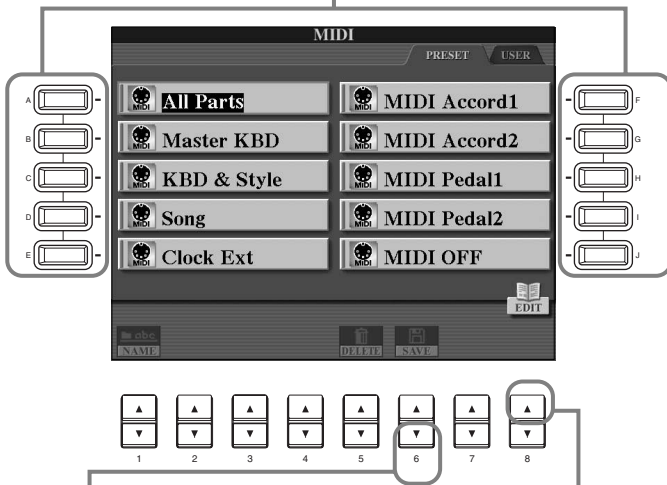 MIDI
PRESET USER
A All Parts MIDI Accord1 F
B Master KBD MIDI Accord2 G
C KBD & Style MIDI Pedal1 H
D Song MIDI Pedal2 I
E Clock Ext MIDI OFF J
EDIT
abc
NAME DELETE SAVE
1 2 3 4 5 6 7 8